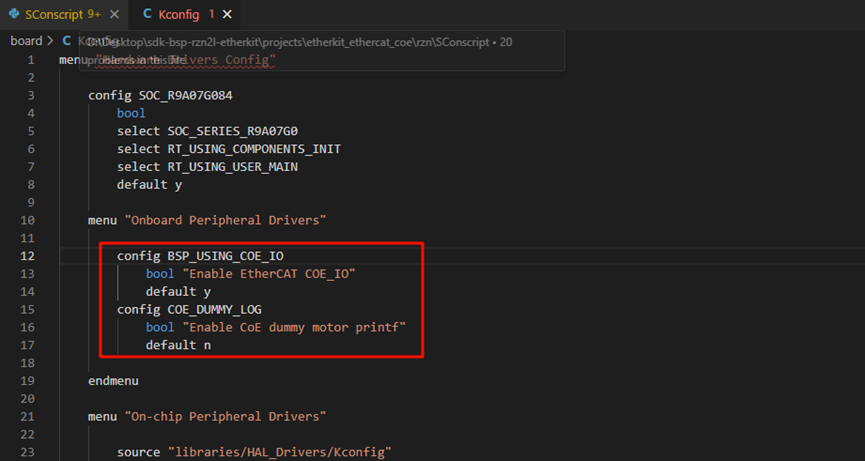 SConscript 9+
Kconfig 1
board > Kconfig
D:\Desktop\sdk-bsp-rzn2l-etherkit\projects\etherkit_ethercat_coe\rzn\SConscript • 20
problems in this file
1 menu "Hardware Drivers Config"
2
3 config SOC_R9A07G084
4 bool
5 select SOC_SERIES_R9A07G0
6 select RT_USING_COMPONENTS_INIT
7 select RT_USING_USER_MAIN
8 default y
9
10 menu "Onboard Peripheral Drivers"
11
12 config BSP_USING_COE_IO
13 bool "Enable EtherCAT COE_IO"
14 default y
15 config COE_DUMMY_LOG
16 bool "Enable CoE dummy motor printf"
17 default n
18
19 endmenu
20
21 menu "On-chip Peripheral Drivers"
22
23 source "libraries/HAL_Drivers/Kconfig"